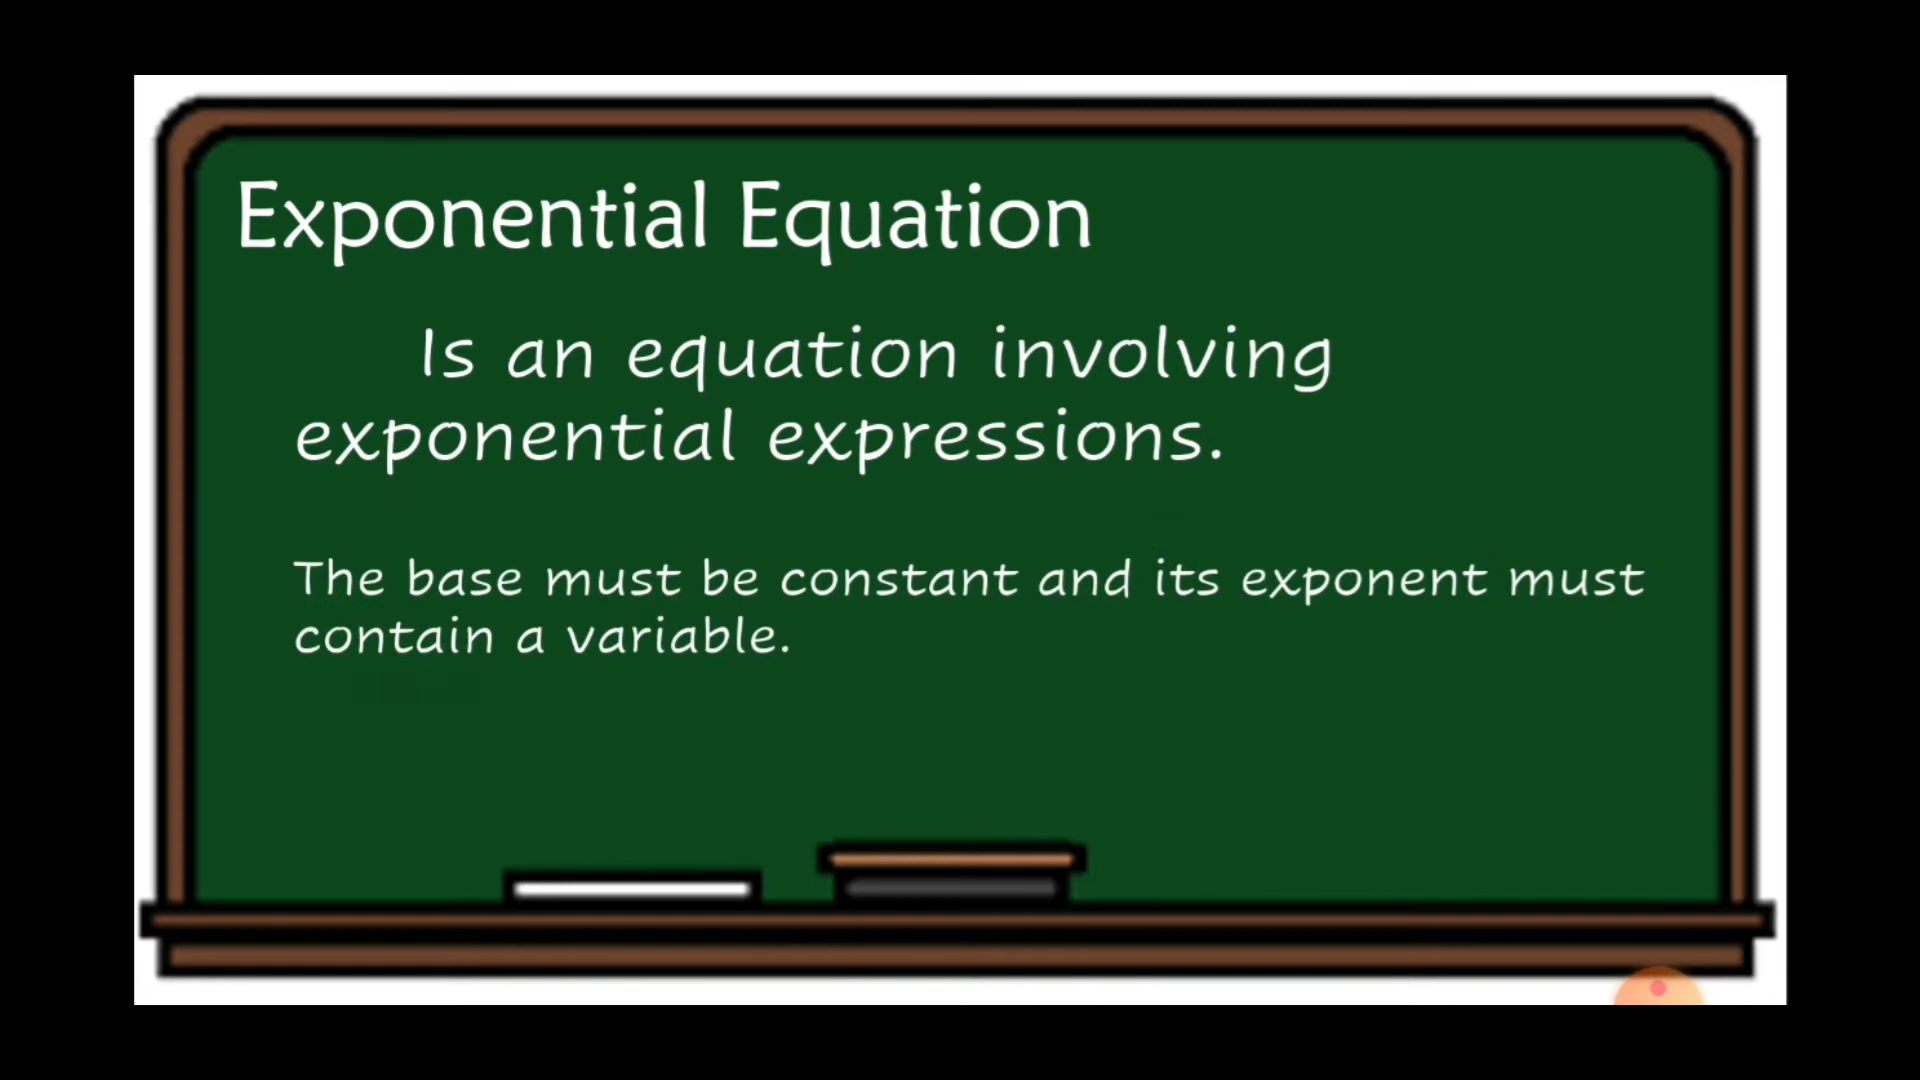 Exponential Equation
Is an equation involving
exponential expressions.
The base must be constant and its exponent must
contain a variable.